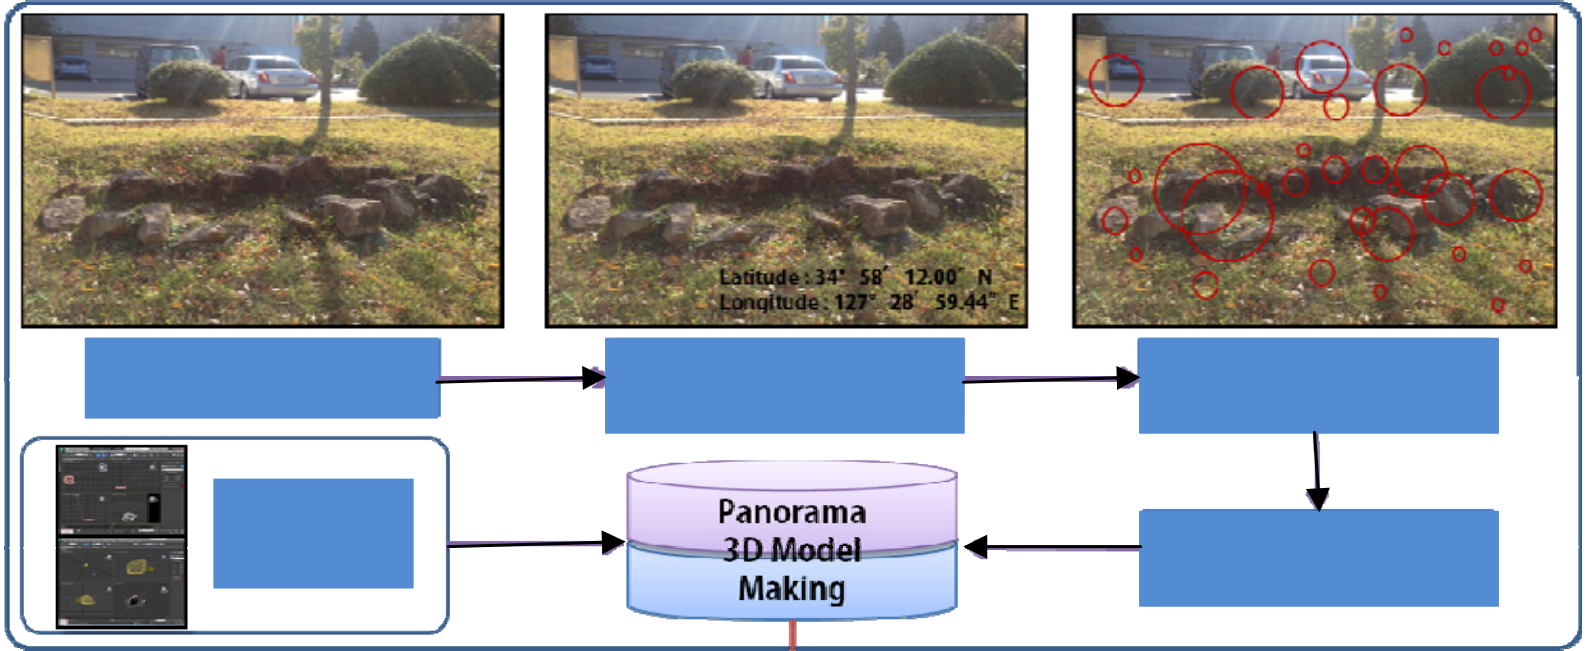 Latitude : 34° 58′ 12.00″ N
Longitude : 127° 28′ 59.44″ E
Panorama
3D Model
Making